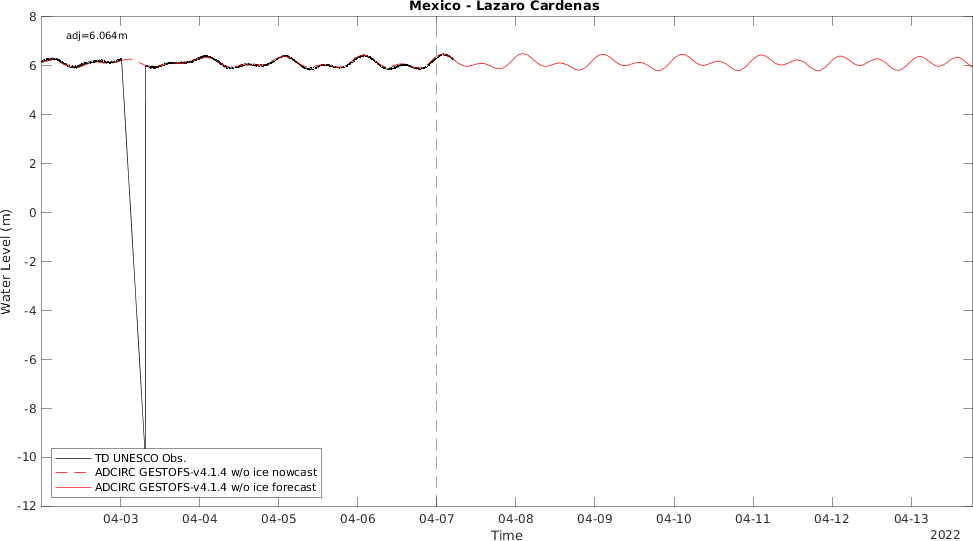 Mexico - Lazaro Cardenas
adj=6.064m
8
6
4
2
0
-2
-4
-6
-8
-10
-12
Water Level (m)
TD UNESCO Obs.
ADCIRC GESTOFS-v4.1.4 w/o ice nowcast
ADCIRC GESTOFS-v4.1.4 w/o ice forecast
04-03 04-04 04-05 04-06 04-07 04-08 04-09 04-10 04-11 04-12 04-13
Time
2022